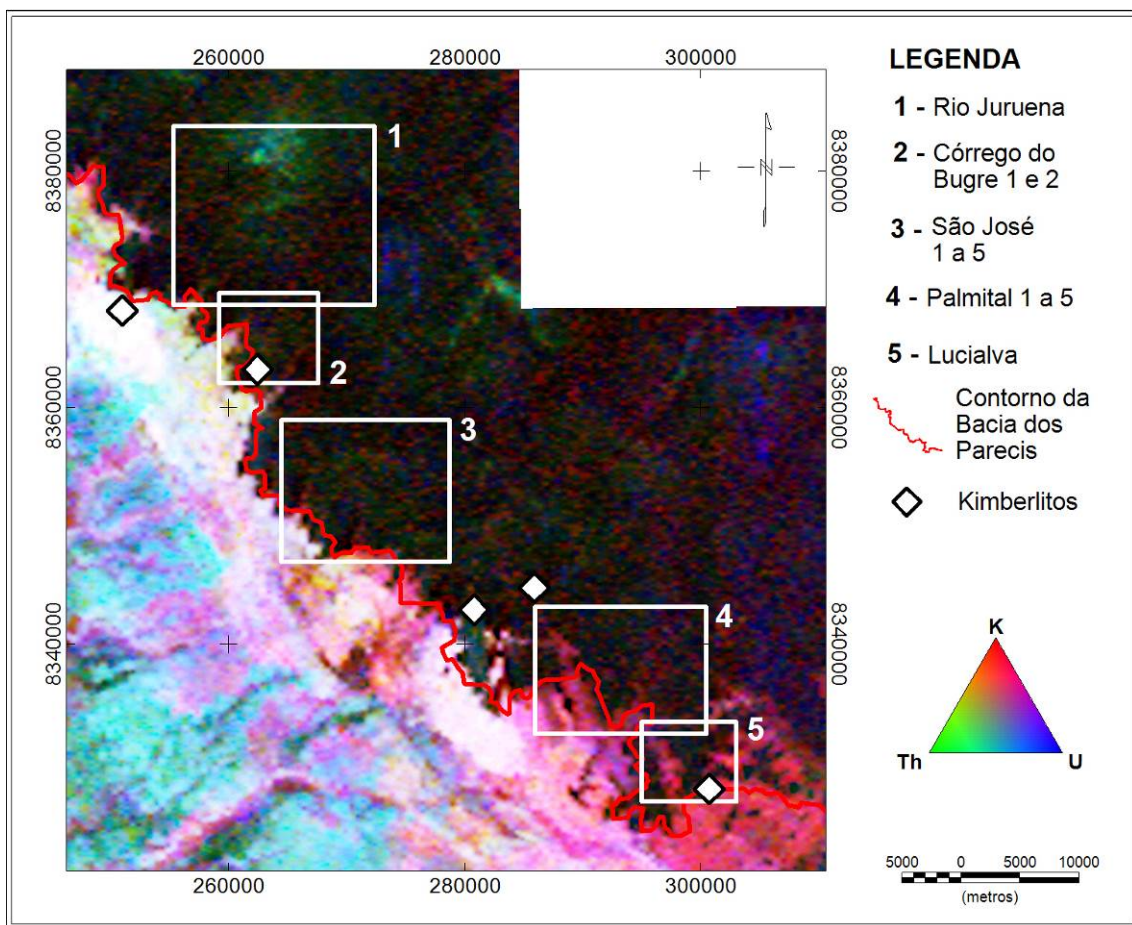 260000
280000
300000
8380000
8380000
8360000
8360000
8340000
8340000
260000
280000
300000
1
2
3
4
5
N
LEGENDA
1 - Rio Juruena
2 - Córrego do
Bugre 1 e 2
3 - São José
1 a 5
4 - Palmital 1 a 5
5 - Lucialva
Contorno da
Bacia dos
Parecis
Kimberlitos
K
Th
U
5000 0 5000 10000
(metros)